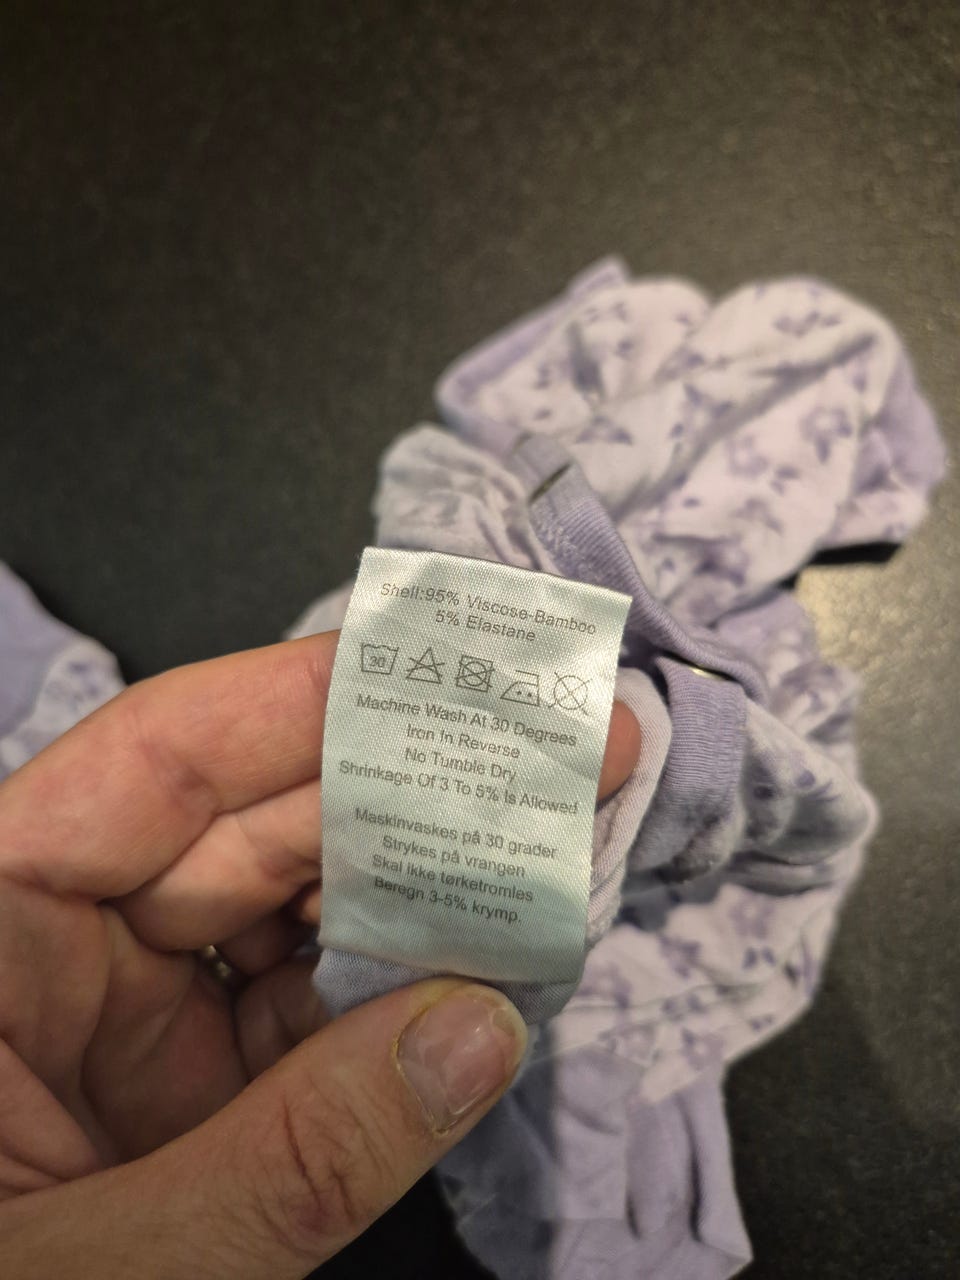 Shell:95% Viscose-Bamboo
5% Elastane
30
Machine Wash At 30 Degrees
Iron In Reverse
No Tumble Dry
Shrinkage Of 3 To 5% Is Allowed
Maskinvaskes på 30 grader
Strykes på vrangen
Skal ikke tørketromles
Beregn 3-5% krymp.